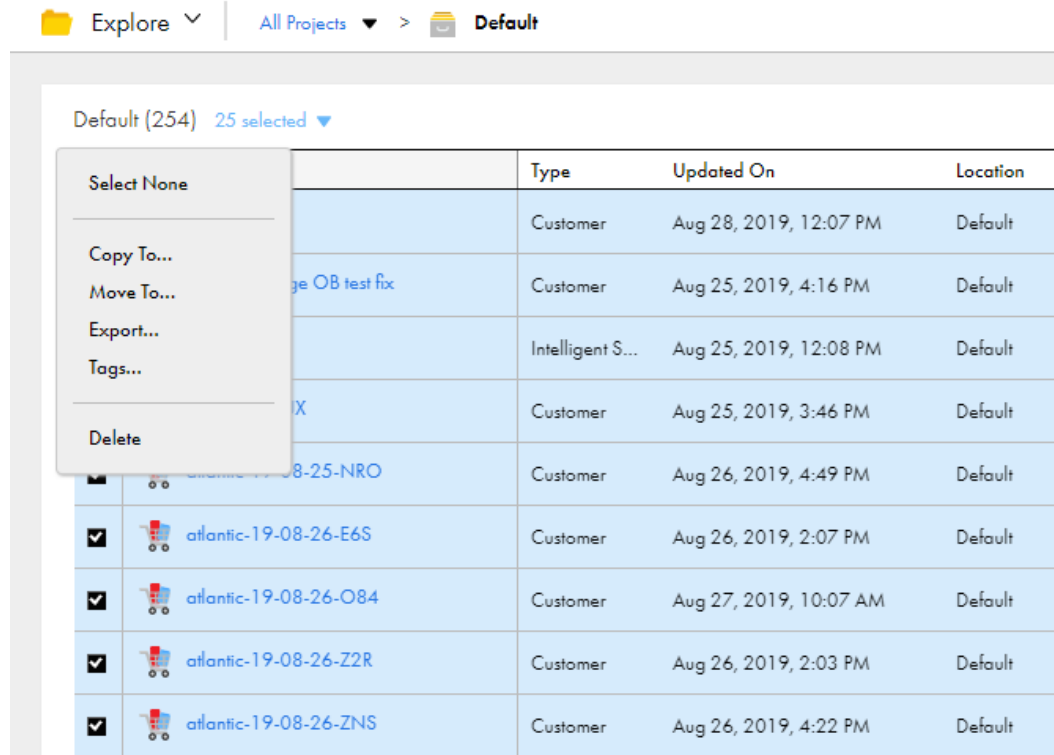 Explore
All Projects > Default
Default (254) 25 selected
Select None
Copy To...
Move To...
Export...
Tags...
Delete
Type Updated On Location
Customer Aug 28, 2019, 12:07 PM Default
OB test fix Customer Aug 25, 2019, 4:16 PM Default
Intelligent S... Aug 25, 2019, 12:08 PM Default
Customer Aug 25, 2019, 3:46 PM Default
08-25-NRO Customer Aug 26, 2019, 4:49 PM Default
atlantic-19-08-26-E6S Customer Aug 26, 2019, 2:07 PM Default
atlantic-19-08-26-O84 Customer Aug 27, 2019, 10:07 AM Default
atlantic-19-08-26-Z2R Customer Aug 26, 2019, 2:03 PM Default
atlantic-19-08-26-ZNS Customer Aug 26, 2019, 4:22 PM Default